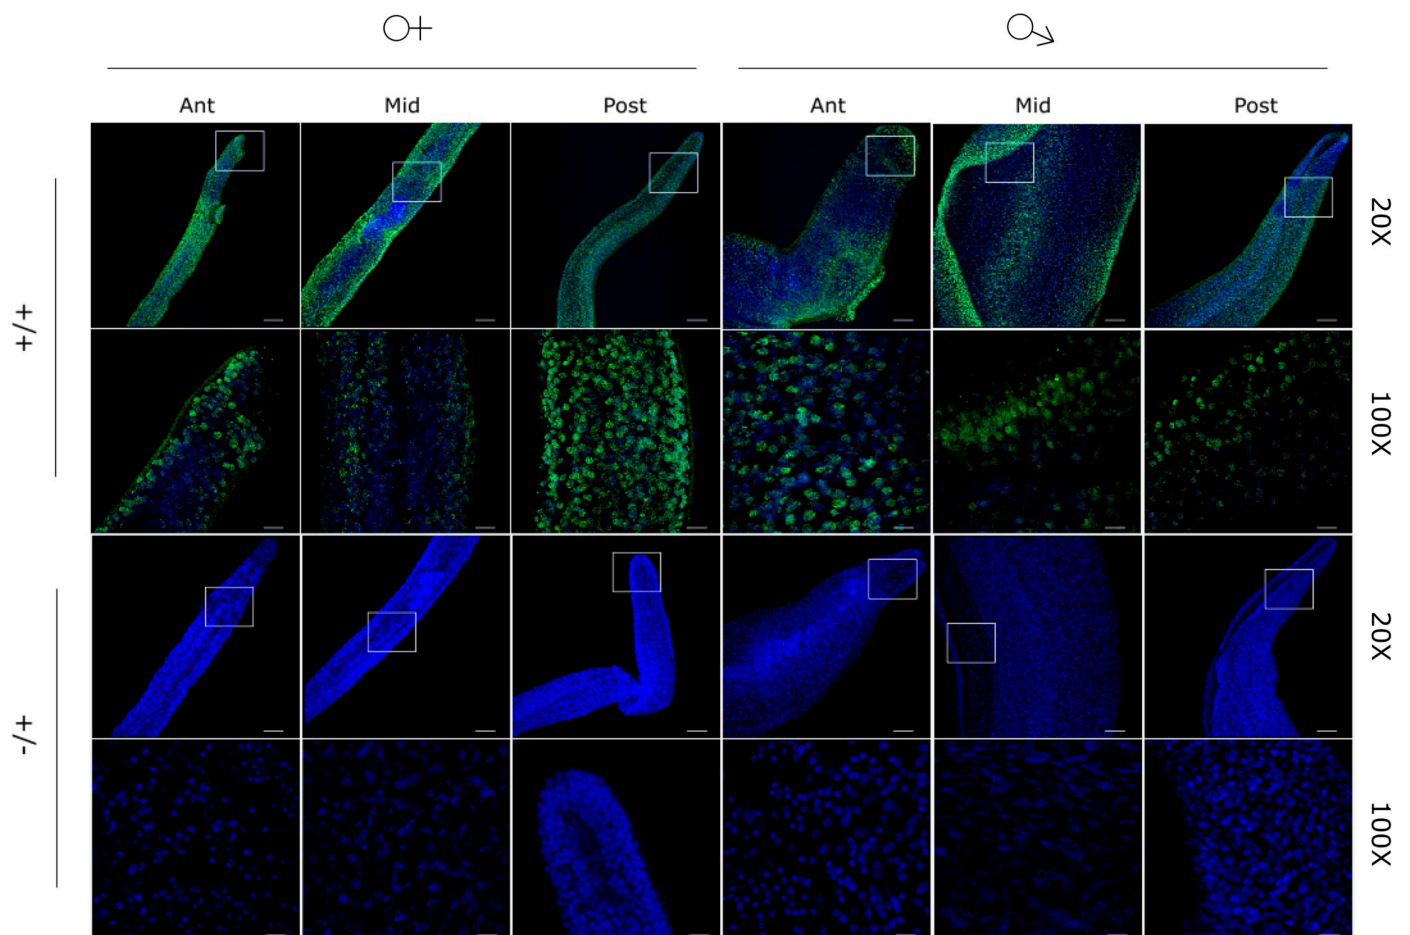 ♀ ♂
Ant Mid Post Ant Mid Post
+/+
20X
100X
+/-
20X
100X